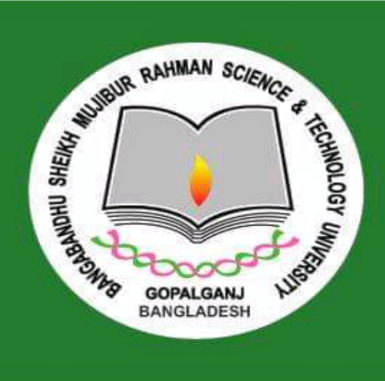 BANGABANDHU SHEIKH MUJIBUR RAHMAN SCIENCE & TECHNOLOGY UNIVERSITY
GOPALGANJ
BANGLADESH